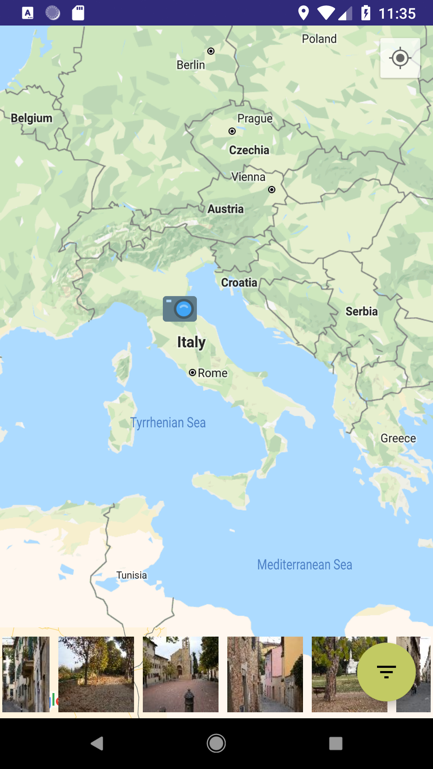 11:35
Poland
Berlin
Belgium
Prague
Czechia
Vienna
Austria
Croatia
Serbia
Italy
Rome
Tyrrhenian Sea
Greece
Mediterranean Sea
Tunisia